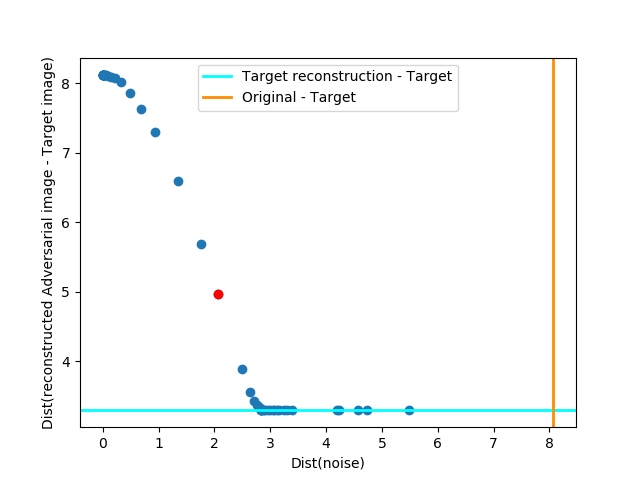 Target reconstruction - Target
Original - Target
Dist(reconstructed Adversarial image - Target image)
8
7
6
5
4
0 1 2 3 4 5 6 7 8
Dist(noise)